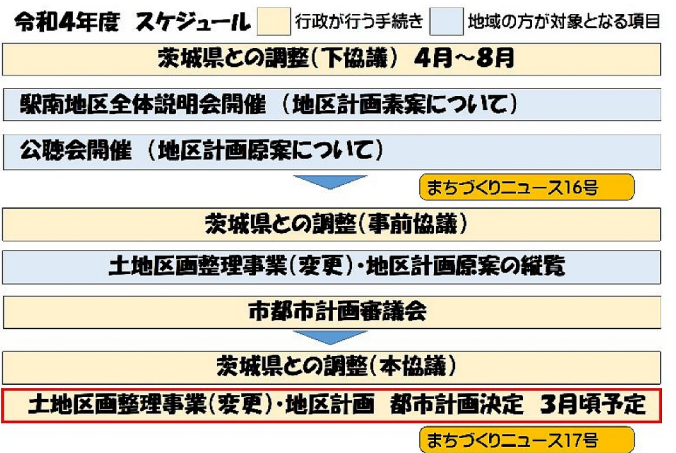 令和4年度 スケジュール 行政が行う手続き 地域の方が対象となる項目
茨城県との調整(下協議) 4月~8月
駅南地区全体説明会開催 (地区計画素案について)
公聴会開催 (地区計画原案について)
まちづくりニュース16号
茨城県との調整(事前協議)
土地区画整理事業(変更)・地区計画原案の縦覧
市都市計画審議会
茨城県との調整(本協議)
土地区画整理事業(変更)・地区計画 都市計画決定 3月頃予定
まちづくりニュース17号